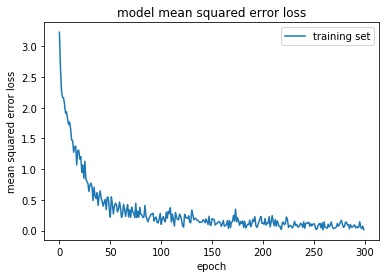 model mean squared error loss
training set
mean squared error loss
3.0
2.5
2.0
1.5
1.0
0.5
0.0
0 50 100 150 200 250 300
epoch